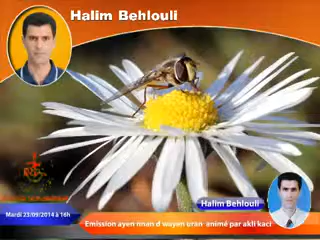 Halim Behlouli
Halim Behlouli
Mardi 23/09/2014 à 16h
Emission ayen nnan d wayen uran animé par akli kaci